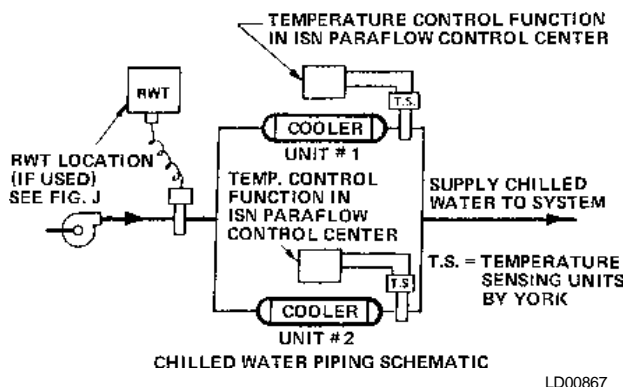 TEMPERATURE CONTROL FUNCTION
IN ISN PARAFLOW CONTROL CENTER
RWT
T.S.
COOLER
UNIT # 1
RWT LOCATION
(IF USED)
SEE FIG. J
TEMP. CONTROL
FUNCTION IN
ISN PARAFLOW
CONTROL CENTER
SUPPLY CHILLED
WATER TO SYSTEM
T.S.
T.S. = TEMPERATURE
SENSING UNITS
BY YORK
COOLER
UNIT #2
CHILLED WATER PIPING SCHEMATIC
LD00867